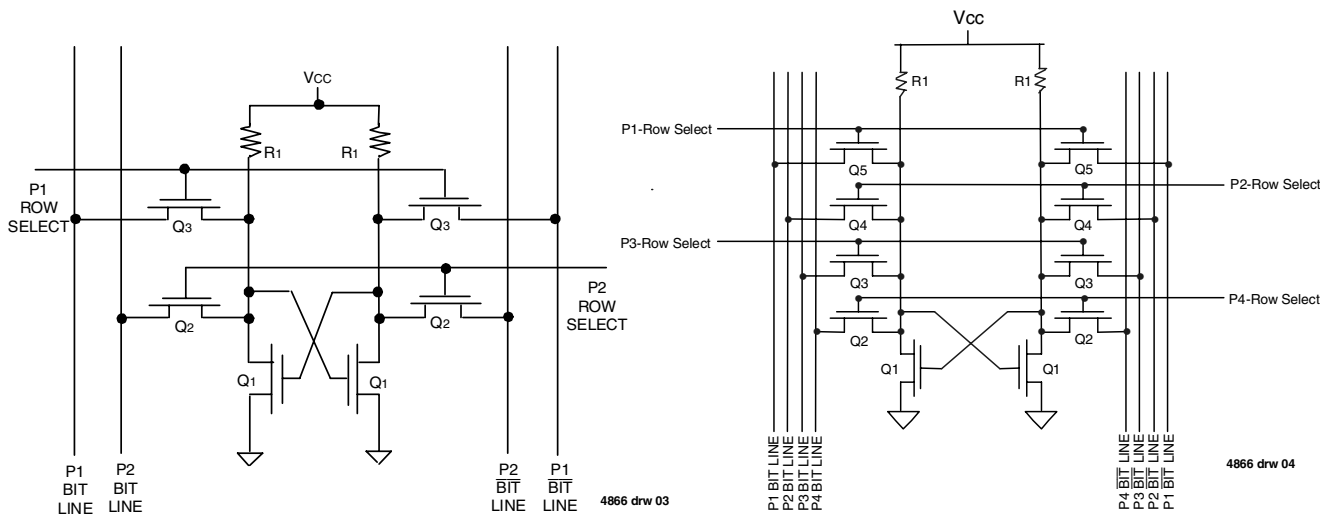 VCC
R1
R1
P1
ROW
SELECT
Q3
Q3
P2
ROW
SELECT
Q2
Q2
Q1
Q1
P1
BIT
LINE
P2
BIT
LINE
P2
BIT
LINE
P1
BIT
LINE
4866 drw 03
Vcc
R1
R1
P1-Row Select
Q5
Q5
P2-Row Select
Q4
Q4
P3-Row Select
Q3
Q3
P4-Row Select
Q2
Q2
Q1
Q1
P1 BIT LINE
P2 BIT LINE
P3 BIT LINE
P4 BIT LINE
P4 BIT LINE
P3 BIT LINE
P2 BIT LINE
P1 BIT LINE
4866 drw 04